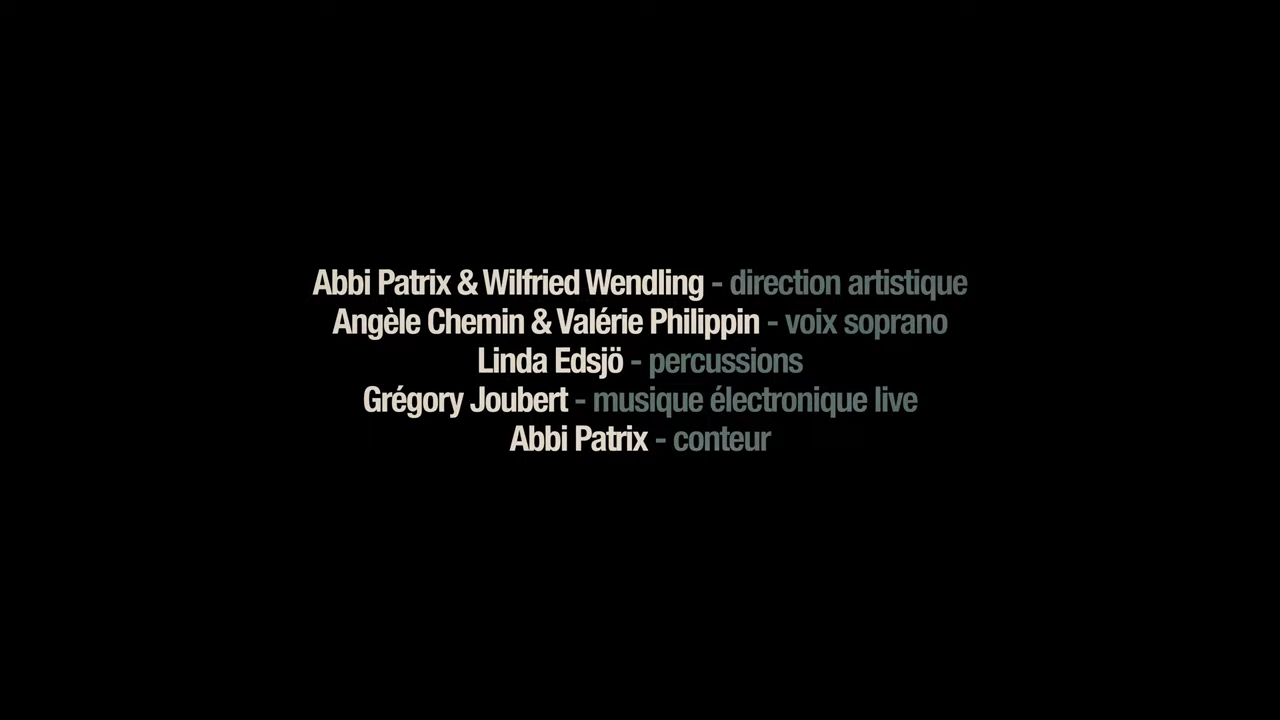 Abbi Patrix & Wilfried Wendling - direction artistique
Angèle Chemin & Valérie Philippin - voix soprano
Linda Edsjö - percussions
Grégory Joubert - musique électronique live
Abbi Patrix - conteur